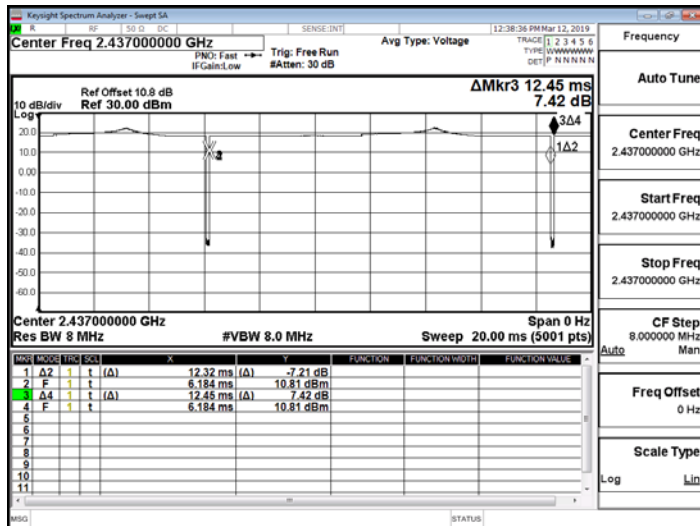 Keysight Spectrum Analyzer - Swept SA
R RF 50 Ω DC SENSE:INT 12:38:36 PM Mar 12, 2019
Center Freq 2.437000000 GHz
PNO: Fast
IFGain:Low
Trig: Free Run
#Atten: 30 dB
Avg Type: Voltage
TRACE 1 2 3 4 5 6
TYPE WWWWWW
DET P N N N N N
Ref Offset 10.8 dB
10 dB/div Ref 30.00 dBm
ΔMkr3 12.45 ms
7.42 dB
Log
20.0
10.0
0.00
-10.0
-20.0
-30.0
-40.0
-50.0
-60.0
3Δ4
1Δ2
2
Center 2.437000000 GHz Span 0 Hz
Res BW 8 MHz #VBW 8.0 MHz Sweep 20.00 ms (5001 pts)
MKR MODE TRC SCL X Y FUNCTION FUNCTION WIDTH FUNCTION VALUE
1 Δ2 1 t (Δ) 12.32 ms (Δ) -7.21 dB
2 F 1 t 6.184 ms 10.81 dBm
3 Δ4 1 t (Δ) 12.45 ms (Δ) 7.42 dB
4 F 1 t 6.184 ms 10.81 dBm
5
6
7
8
9
10
11
MSG STATUS
Frequency
Auto Tune
Center Freq
2.437000000 GHz
Start Freq
2.437000000 GHz
Stop Freq
2.437000000 GHz
CF Step
8.000000 MHz
Auto Man
Freq Offset
0 Hz
Scale Type
Log Lin